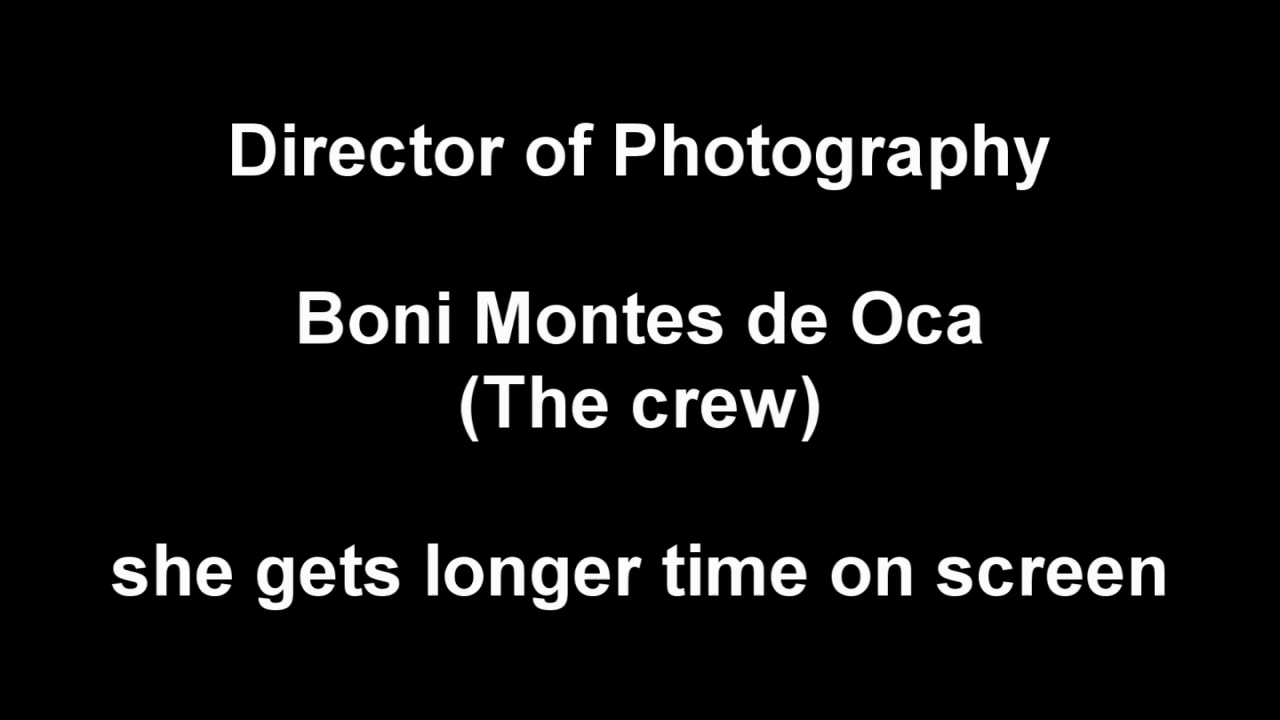 Director of Photography
Boni Montes de Oca
(The crew)
she gets longer time on screen